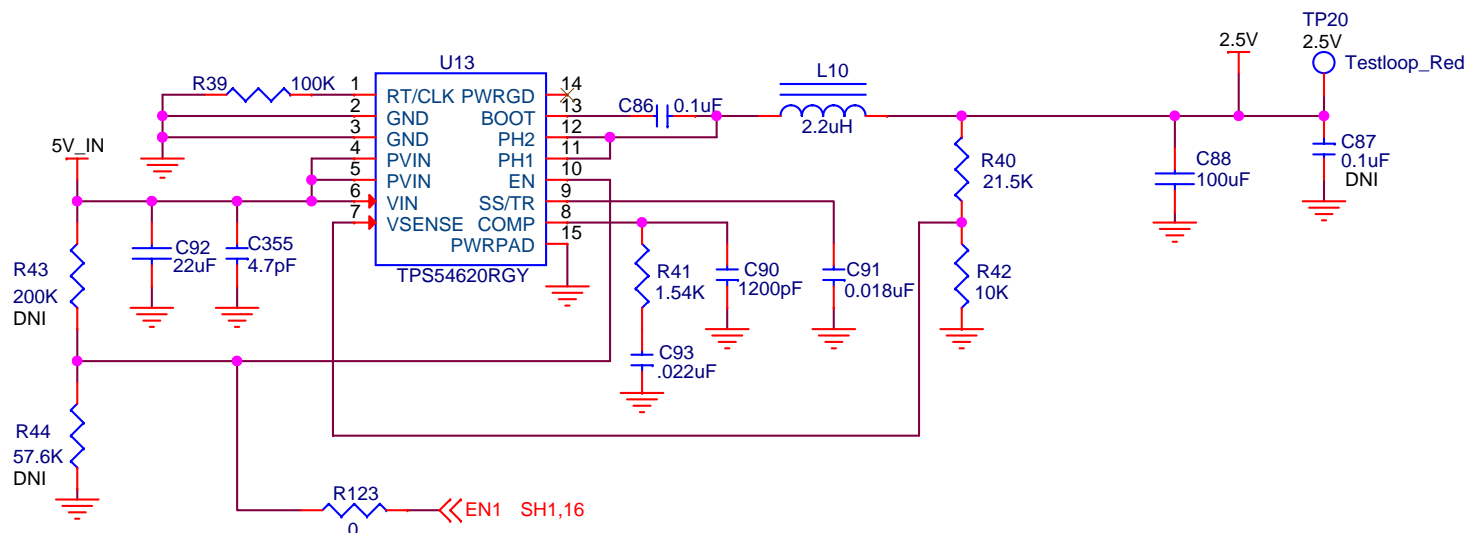 TP20
2.5V
2.5V
Testloop_Red
U13
L10
R39
100K
1
RT/CLK
PWRGD
14
2
GND
BOOT
13
C86
0.1uF
2.2uH
3
GND
PH2
12
5V_IN
4
PVIN
PH1
11
5
PVIN
EN
10
6
VIN
SS/TR
9
7
VSENSE
COMP
8
PWRPAD
15
TPS54620RGY
R40
21.5K
C88
100uF
C87
0.1uF
DNI
C92
22uF
C355
4.7pF
R43
200K
DNI
R41
1.54K
C90
1200pF
C91
0.018uF
R42
10K
C93
.022uF
R44
57.6K
DNI
R123
0
EN1 SH1,16